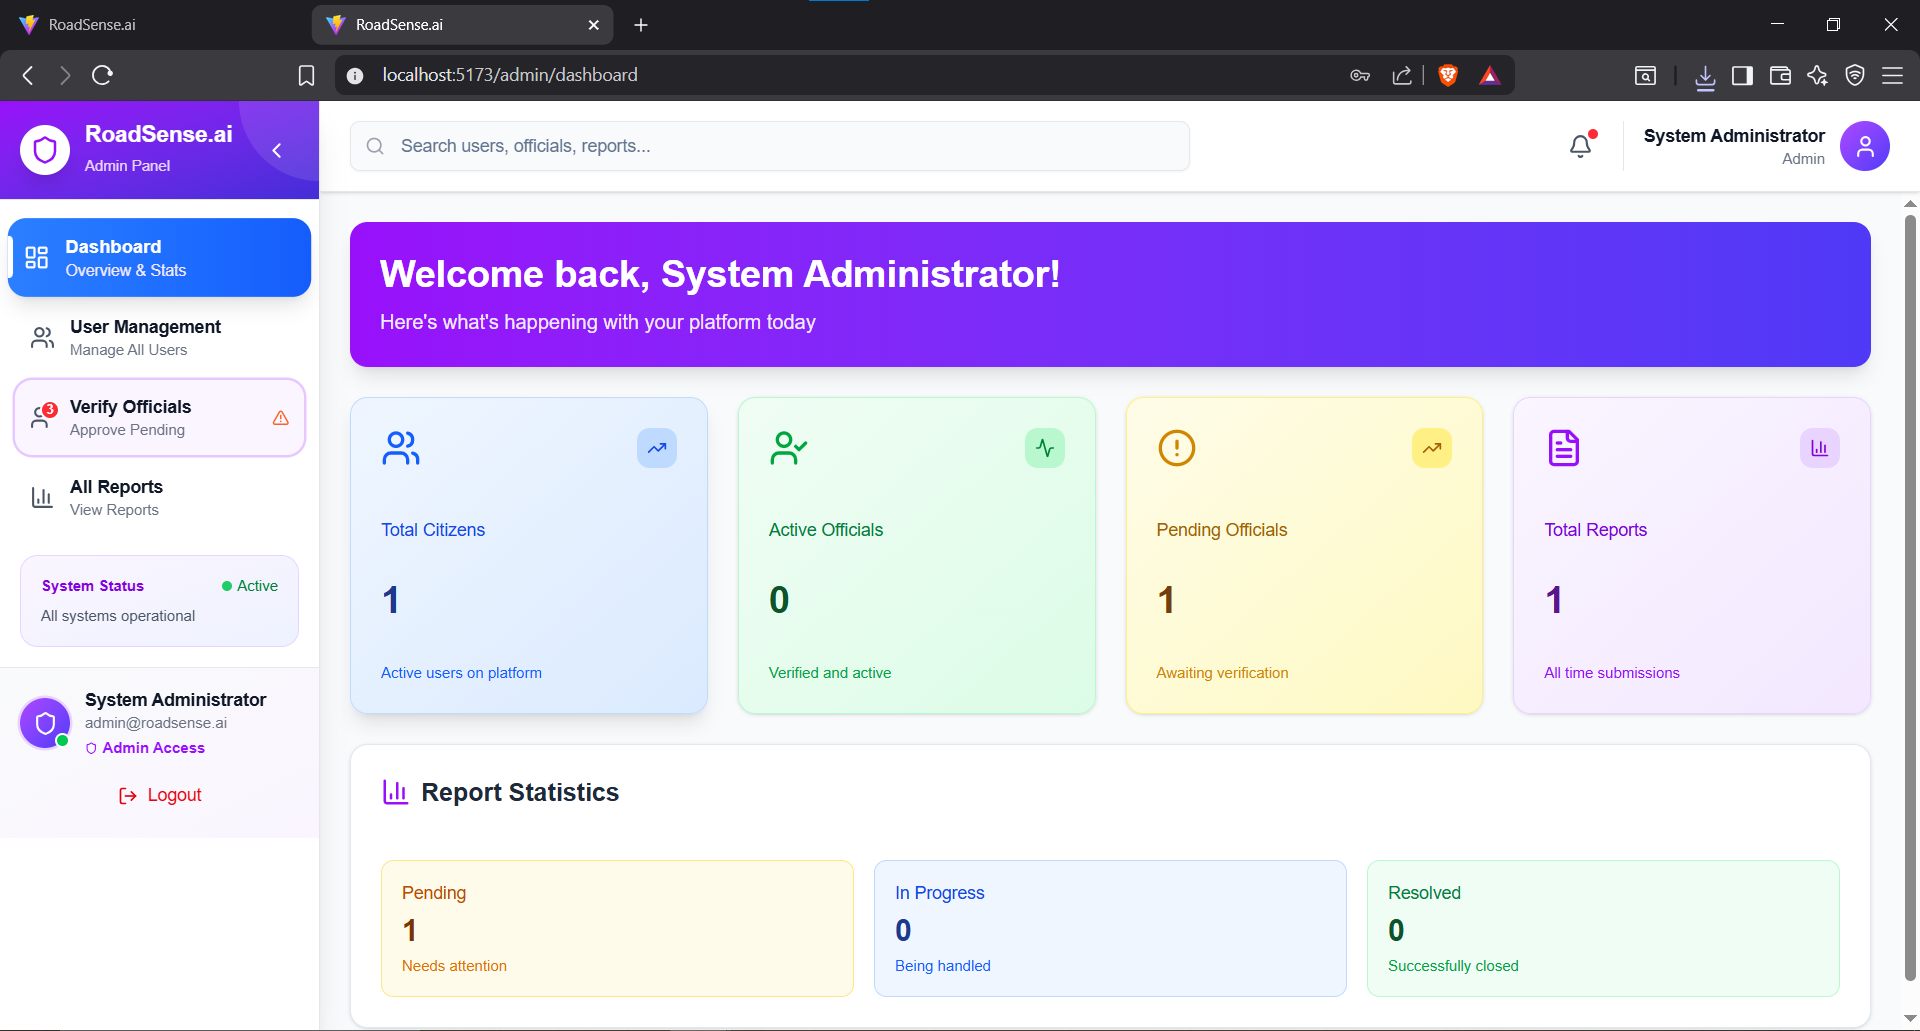 RoadSense.ai
RoadSense.ai
localhost:5173/admin/dashboard
RoadSense.ai
Admin Panel
Search users, officials, reports...
System Administrator
Admin
Dashboard
Overview & Stats
User Management
Manage All Users
3
Verify Officials
Approve Pending
All Reports
View Reports
System Status
Active
All systems operational
System Administrator
admin@roadsense.ai
Admin Access
Logout
Welcome back, System Administrator!
Here's what's happening with your platform today
Total Citizens
1
Active users on platform
Active Officials
0
Verified and active
Pending Officials
1
Awaiting verification
Total Reports
1
All time submissions
Report Statistics
Pending
1
Needs attention
In Progress
0
Being handled
Resolved
0
Successfully closed